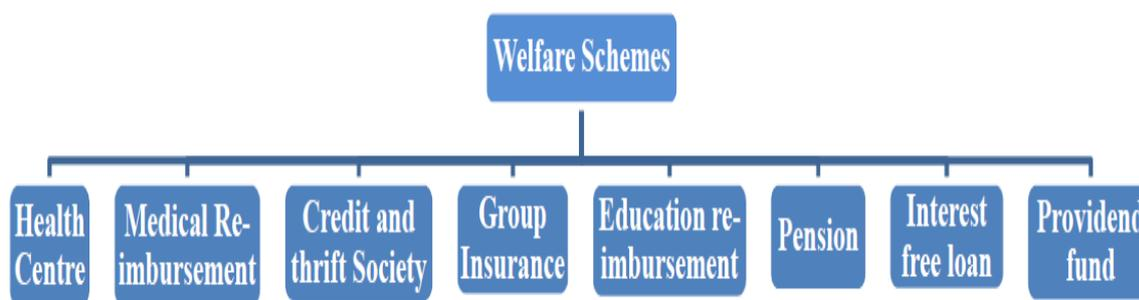 Welfare Schemes
Health
Centre
Medical Re-
imbursement
Credit and
thrift Society
Group
Insurance
Education re-
imbursement
Pension
Interest
free loan
Providend
fund